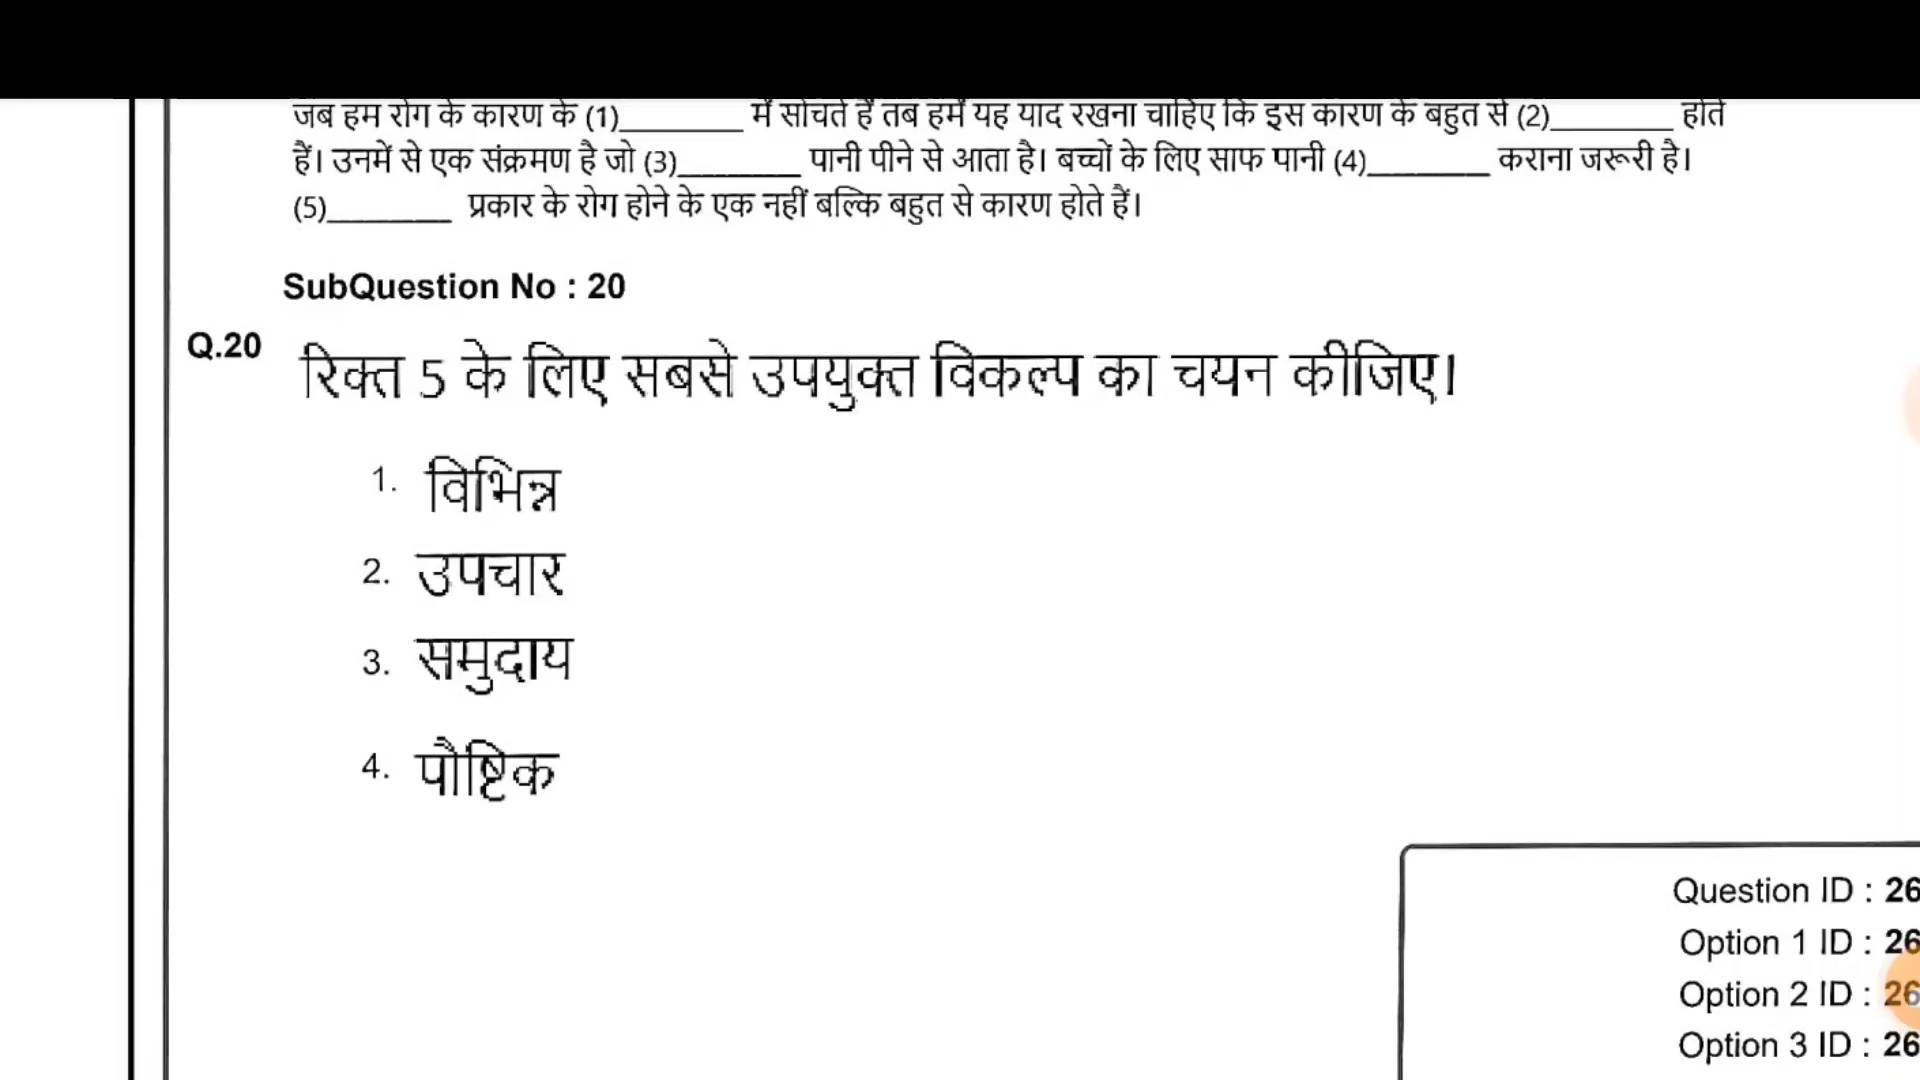 जब हम रोग के कारण के (1)________ में सोचते हैं तब हमें यह याद रखना चाहिए कि इस कारण के बहुत से (2)________ होते
हैं। उनमें से एक संक्रमण है जो (3)________ पानी पीने से आता है। बच्चों के लिए साफ पानी (4)________ कराना जरूरी है।
(5)________ प्रकार के रोग होने के एक नहीं बल्कि बहुत से कारण होते हैं।
SubQuestion No : 20
Q.20 रिक्त 5 के लिए सबसे उपयुक्त विकल्प का चयन कीजिए।
1. विभिन्न
2. उपचार
3. समुदाय
4. पौष्टिक
Question ID : 26
Option 1 ID : 26
Option 2 ID : 26
Option 3 ID : 26